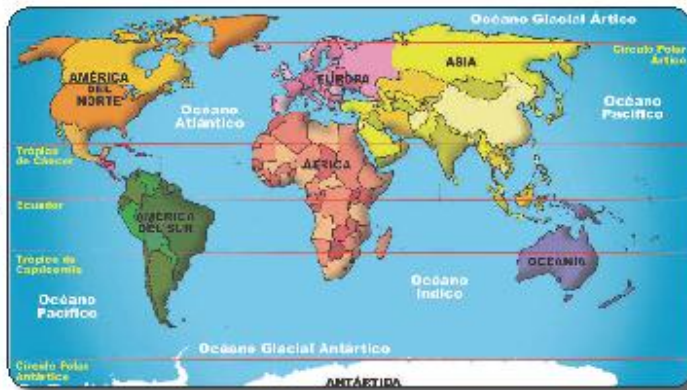 Océano Glacial Ártico
Círculo Polar
Ártico
ASIA
EUROPA
AMÉRICA
DEL
NORTE
Océano
Atlántico
Océano
Pacífico
Trópico
de Cáncer
ÁFRICA
Ecuador
AMÉRICA
DEL SUR
Trópico de
Capricornio
OCEANÍA
Océano
Índico
Océano
Pacífico
Océano Glacial Antártico
Círculo Polar
Antártico
ANTÁRTIDA